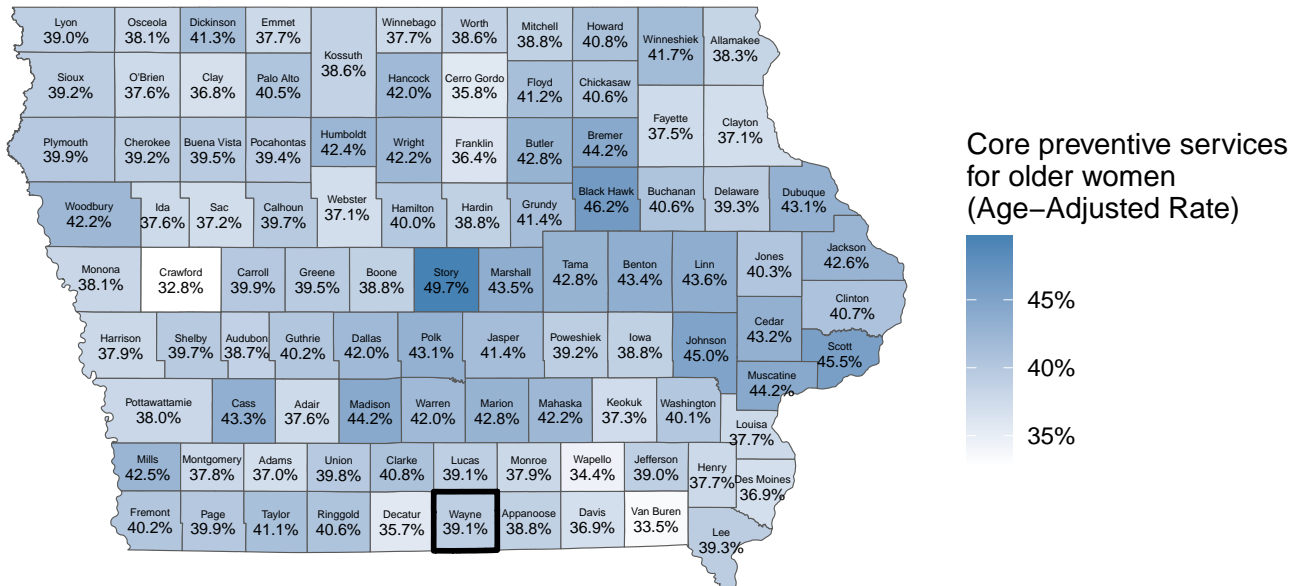 Lyon
39.0%
Osceola
38.1%
Dickinson
41.3%
Emmet
37.7%
Kossuth
38.6%
Winnebago
37.7%
Worth
38.6%
Mitchell
38.8%
Howard
40.8%
Winneshiek
41.7%
Allamakee
38.3%
Sioux
39.2%
O'Brien
37.6%
Clay
36.8%
Palo Alto
40.5%
Hancock
42.0%
Cerro Gordo
35.8%
Floyd
41.2%
Chickasaw
40.6%
Fayette
37.5%
Clayton
37.1%
Plymouth
39.9%
Cherokee
39.2%
Buena Vista
39.5%
Pocahontas
39.4%
Humboldt
42.4%
Wright
42.2%
Franklin
36.4%
Butler
42.8%
Bremer
44.2%
Woodbury
42.2%
Ida
37.6%
Sac
37.2%
Calhoun
39.7%
Webster
37.1%
Hamilton
40.0%
Hardin
38.8%
Grundy
41.4%
Black Hawk
46.2%
Buchanan
40.6%
Delaware
39.3%
Dubuque
43.1%
Monona
38.1%
Crawford
32.8%
Carroll
39.9%
Greene
39.5%
Boone
38.8%
Story
49.7%
Marshall
43.5%
Tama
42.8%
Benton
43.4%
Linn
43.6%
Jones
40.3%
Jackson
42.6%
Clinton
40.7%
Harrison
37.9%
Shelby
39.7%
Audubon
38.7%
Guthrie
40.2%
Dallas
42.0%
Polk
43.1%
Jasper
41.4%
Poweshiek
39.2%
Iowa
38.8%
Johnson
45.0%
Cedar
43.2%
Scott
45.5%
Muscatine
44.2%
Pottawattamie
38.0%
Cass
43.3%
Adair
37.6%
Madison
44.2%
Warren
42.0%
Marion
42.8%
Mahaska
42.2%
Keokuk
37.3%
Washington
40.1%
Louisa
37.7%
Mills
42.5%
Montgomery
37.8%
Adams
37.0%
Union
39.8%
Clarke
40.8%
Lucas
39.1%
Monroe
37.9%
Wapello
34.4%
Jefferson
39.0%
Henry
37.7%
Des Moines
36.9%
Fremont
40.2%
Page
39.9%
Taylor
41.1%
Ringgold
40.6%
Decatur
35.7%
Wayne
39.1%
Appanoose
38.8%
Davis
36.9%
Van Buren
33.5%
Lee
39.3%
Core preventive services
for older women
(Age−Adjusted Rate)
45%
40%
35%